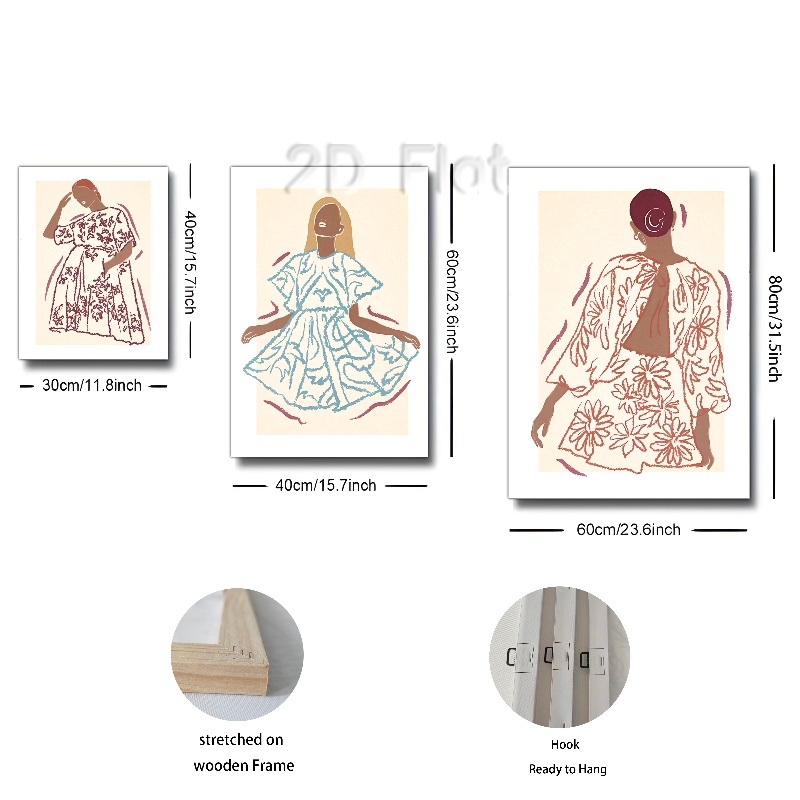 2D Flat
40cm/15.7inch
30cm/11.8inch
60cm/23.6inch
40cm/15.7inch
80cm/31.5inch
60cm/23.6inch
stretched on
wooden Frame
Hook
Ready to Hang